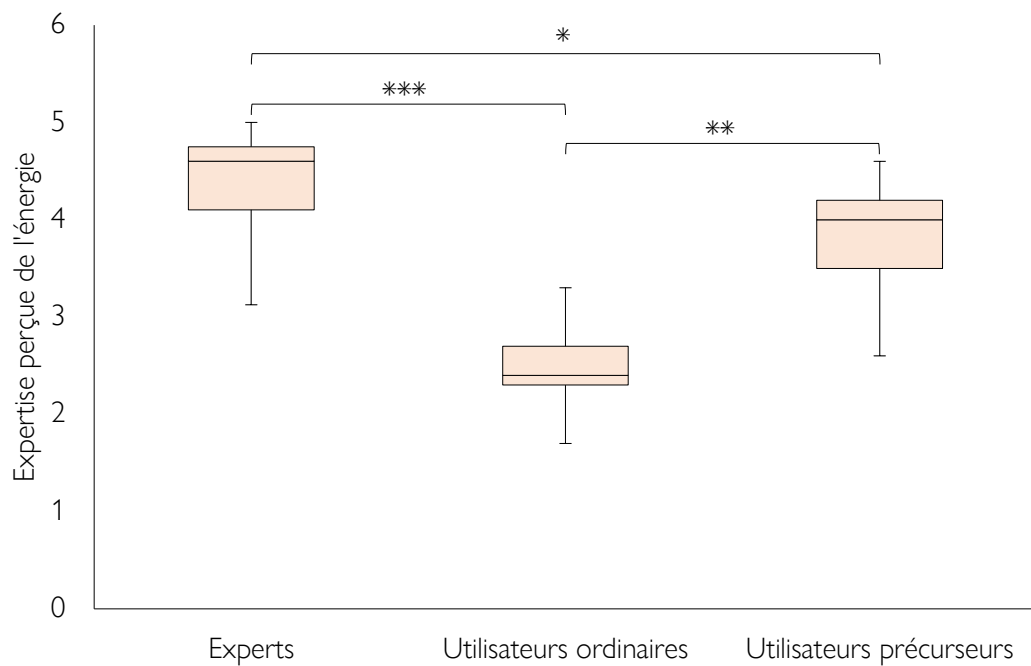 6
*
***
5
**
4
3
2
1
0
Expertise perçue de l'énergie
Experts
Utilisateurs ordinaires
Utilisateurs précurseurs